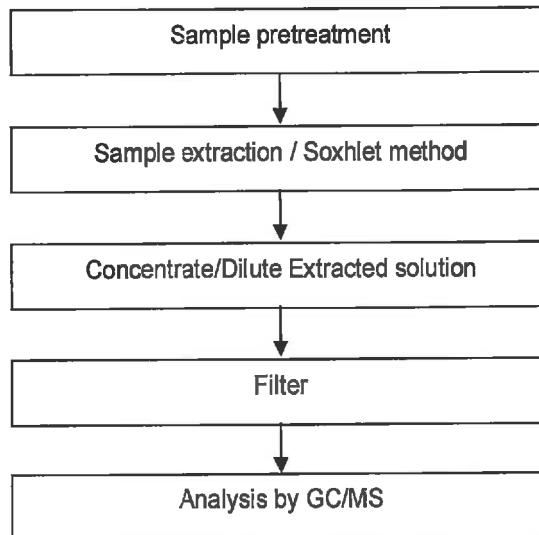 Sample pretreatment
Sample extraction / Soxhlet method
Concentrate/Dilute Extracted solution
Filter
Analysis by GC/MS